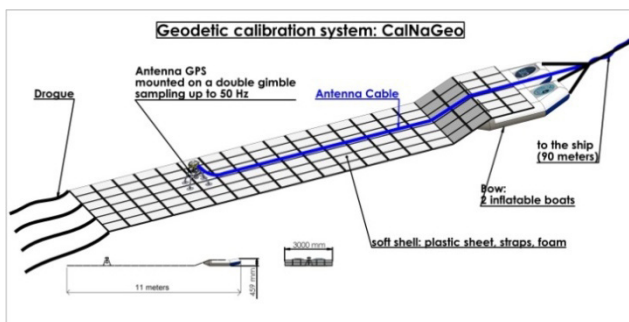 Geodetic calibration system: CalNaGeo
Antenna GPS
mounted on a double gimble
sampling up to 50 Hz
Drogue
Antenna Cable
to the ship
(90 meters)
Bow:
2 inflatable boats
soft shell: plastic sheet, straps, foam
3000 mm
459 mm
11 meters